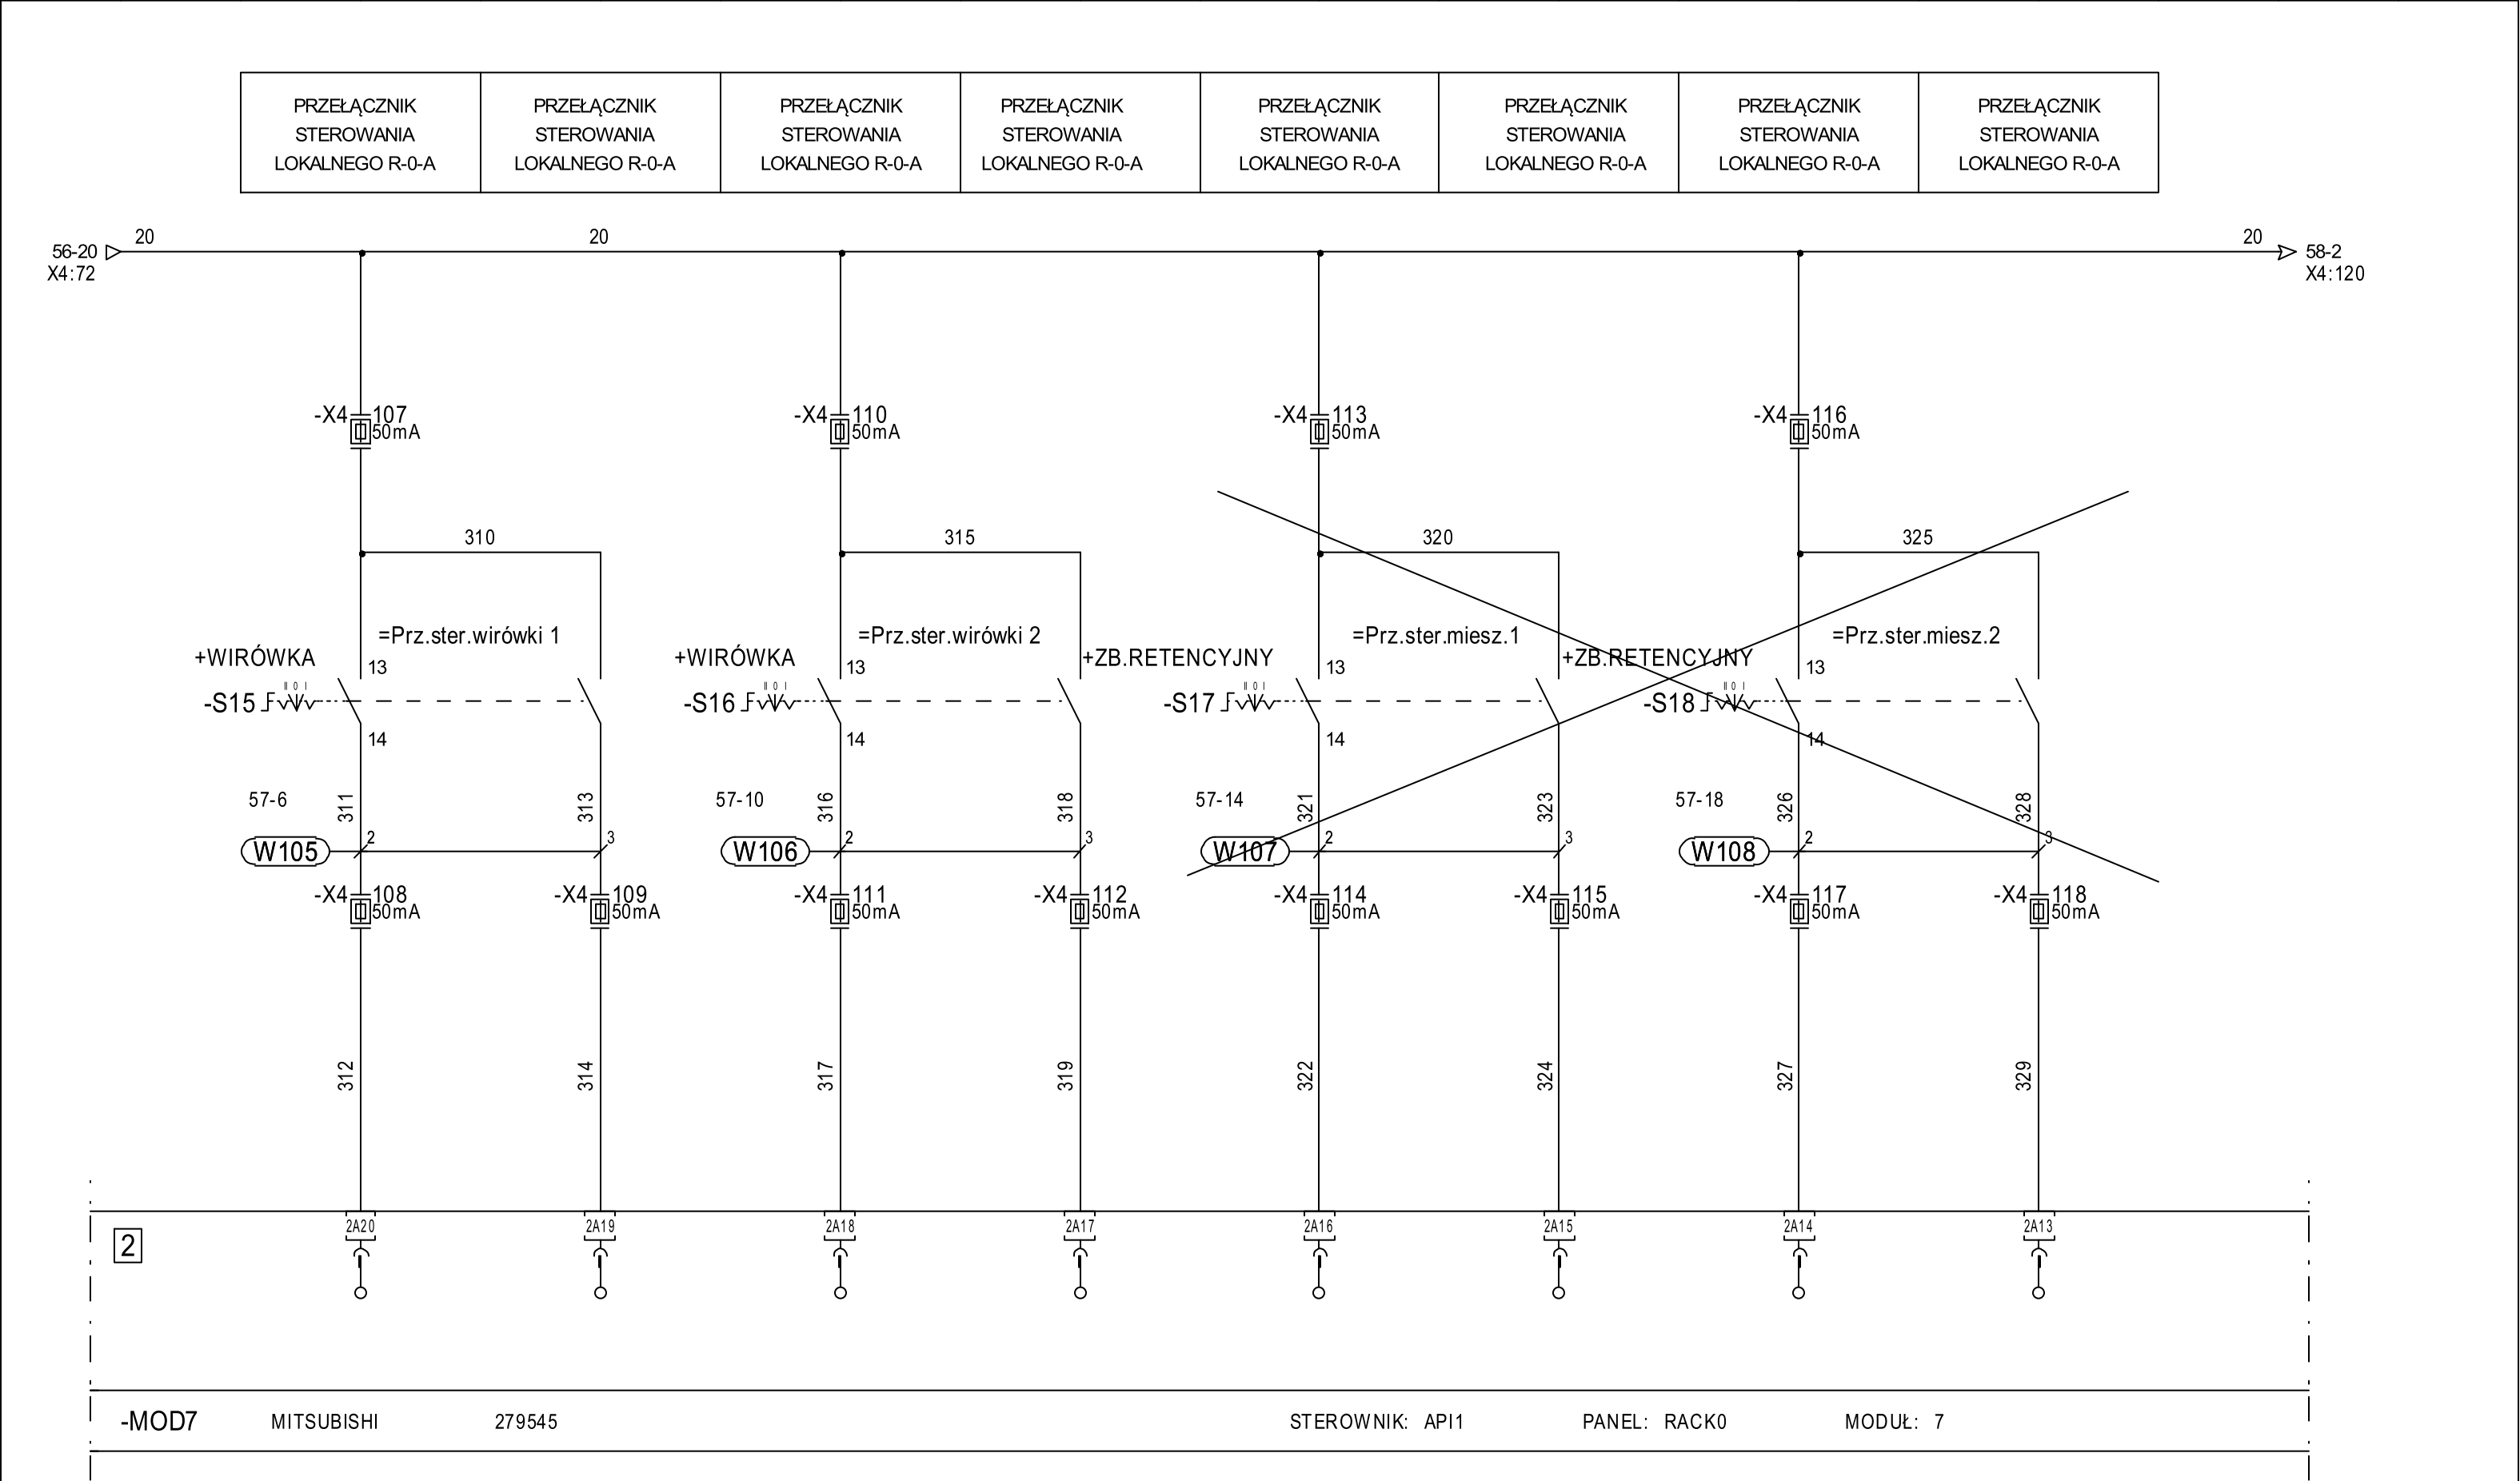 PRZEŁĄCZNIK
STEROWANIA
LOKALNEGO R-0-A
PRZEŁĄCZNIK
STEROWANIA
LOKALNEGO R-0-A
PRZEŁĄCZNIK
STEROWANIA
LOKALNEGO R-0-A
PRZEŁĄCZNIK
STEROWANIA
LOKALNEGO R-0-A
PRZEŁĄCZNIK
STEROWANIA
LOKALNEGO R-0-A
PRZEŁĄCZNIK
STEROWANIA
LOKALNEGO R-0-A
PRZEŁĄCZNIK
STEROWANIA
LOKALNEGO R-0-A
PRZEŁĄCZNIK
STEROWANIA
LOKALNEGO R-0-A
56-20
X4:72
20
20
20
58-2
X4:120
-X4 107
50mA
-X4 110
50mA
-X4 113
50mA
-X4 116
50mA
310
315
320
325
=Prz.ster.wirówki 1
+WIRÓWKA
13
-S15
II 0 I
14
=Prz.ster.wirówki 2
+WIRÓWKA
13
-S16
II 0 I
14
=Prz.ster.miesz.1
+ZB.RETENCYJNY
13
-S17
II 0 I
14
=Prz.ster.miesz.2
+ZB.RETENCYJNY
13
-S18
II 0 I
14
57-6
311
313
57-10
316
318
57-14
321
323
57-18
326
328
W105
2
3
W106
2
3
W107
2
3
W108
2
3
-X4 108
50mA
-X4 109
50mA
-X4 111
50mA
-X4 112
50mA
-X4 114
50mA
-X4 115
50mA
-X4 117
50mA
-X4 118
50mA
312
314
317
319
322
324
327
329
2
2A20
2A19
2A18
2A17
2A16
2A15
2A14
2A13
-MOD7 MITSUBISHI 279545 STEROWNIK: API1 PANEL: RACK0 MODUŁ: 7